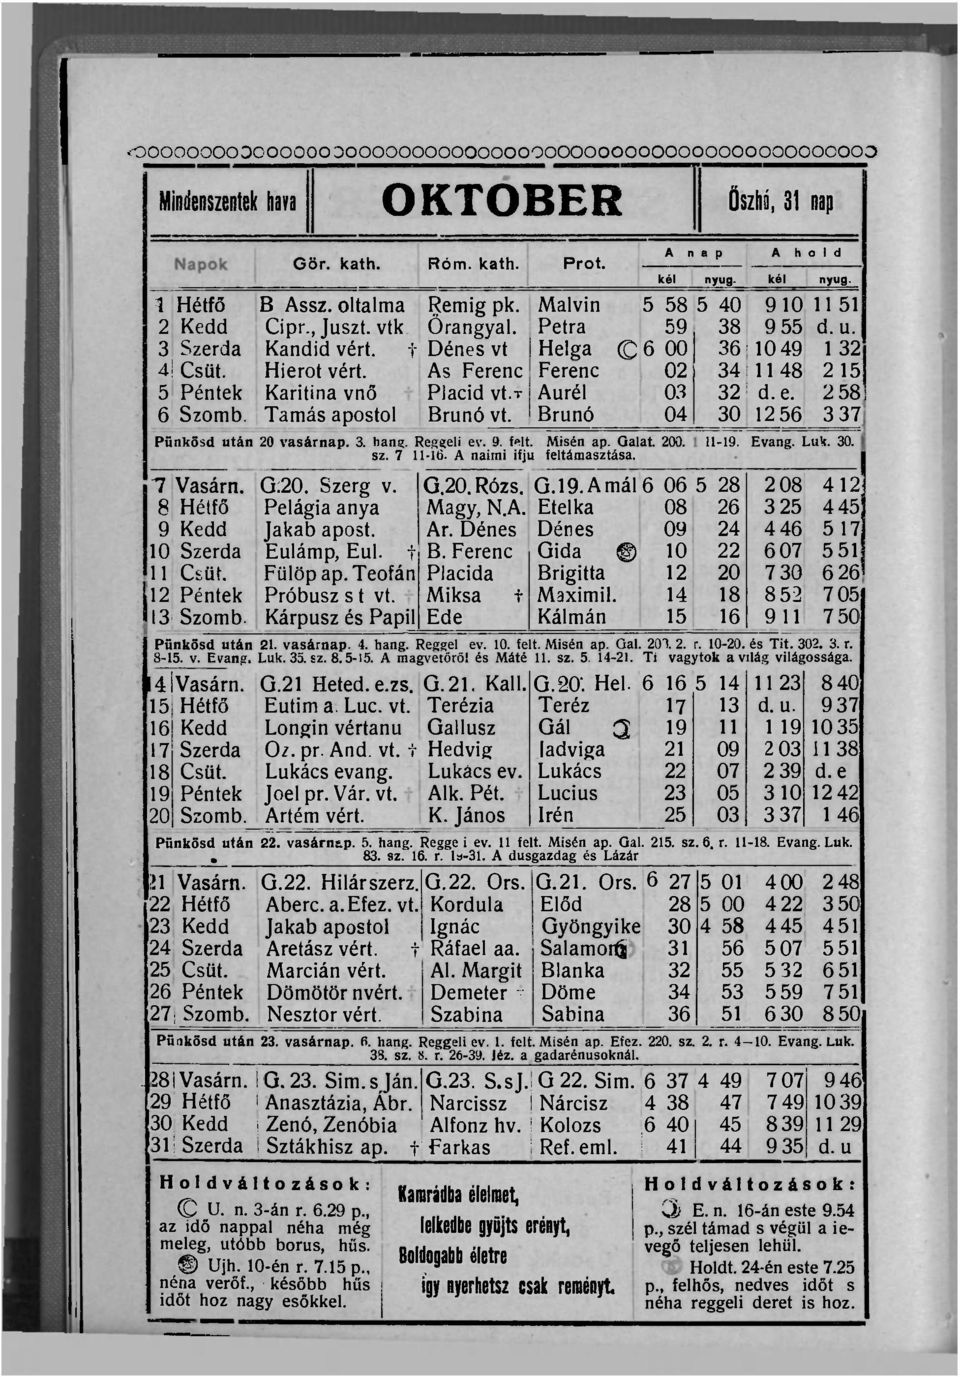 Mindenszentek hava OKTÓBER Őszhó, 31 nap
Napok Gör. kath. Róm. kath. Prot. A nap A hold
kél nyug. kél nyug.
1 Hétfő B Assz. oltalma Remig pk. Malvin 5 58 5 40 9 10 11 51
2 Kedd Cipr., Juszt. vtk Őrangyal. Petra 59 38 9 55 d. u.
3 Szerda Kandid vért. † Dénes vt Helga ☾ 6 00 36 10 49 1 32
4 Csüt. Hierot vért. As Ferenc Ferenc 02 34 11 48 2 15
5 Péntek Karitina vnő † Placid vt. † Aurél 03 32 d. e. 2 58
6 Szomb. Tamás apostol Brunó vt. Brunó 04 30 12 56 3 37
Pünkösd után 20 vasárnap. 3. hang. Reggeli ev. 9. felt. Misén ap. Galat. 200. 11-19. Evang. Luk. 30.
sz. 7 11-16. A naimi ifju feltámasztása.
7 Vasárn. G.20. Szerg v. G.20. Rózs. G.19. Amál 6 06 5 28 2 08 4 12
8 Hétfő Pelágia anya Magy, N.A. Etelka 08 26 3 25 4 45
9 Kedd Jakab apost. Ar. Dénes Dénes 09 24 4 46 5 17
10 Szerda Eulámp, Eul. † B. Ferenc Gida 10 22 6 07 5 51
11 Csüt. Fülöp ap. Teofán Placida Brigitta 12 20 7 30 6 26
12 Péntek Próbusz s t vt. Miksa † Maximil. 14 18 8 52 7 05
13 Szomb. Kárpusz és Papil Ede Kálmán 15 16 9 11 7 50
Pünkösd után 21. vasárnap. 4. hang. Reggel ev. 10. felt. Misén ap. Gal. 203. 2. r. 10-20. és Tit. 302. 3. r.
8-15. v. Evang. Luk. 35. sz. 8. 5-15. A magvetőről és Máté 11. sz. 5. 14-21. Ti vagytok a világ világossága.
14 Vasárn. G.21 Heted. e.zs. G.21. Kall. G.20. Hel. 6 16 5 14 11 23 8 40
15 Hétfő Eutim a. Luc. vt. Terézia Teréz 17 13 d. u. 9 37
16 Kedd Longin vértanu Gallusz Gál ☽ 19 11 1 19 10 35
17 Szerda Oz. pr. And. vt. † Hedvig Iadviga 21 09 2 03 11 38
18 Csüt. Lukács evang. Lukács ev. Lukács 22 07 2 39 d. e
19 Péntek Joel pr. Vár. vt. † Alk. Pét. † Lucius 23 05 3 10 12 42
20 Szomb. Artém vért. K. János Irén 25 03 3 37 1 46
Pünkösd után 22. vasárnap. 5. hang. Regge i ev. 11 felt. Misén ap. Gal. 215. sz. 6. r. 11-18. Evang. Luk.
83. sz. 16. r. 19-31. A dusgazdag és Lázár
21 Vasárn. G.22. Hilárszerz. G.22. Ors. G.21. Ors. 6 27 5 01 4 00 2 48
22 Hétfő Aberc. a. Efez. vt. Kordula Előd 28 5 00 4 22 3 50
23 Kedd Jakab apostol Ignác Gyöngyike 30 4 58 4 45 4 51
24 Szerda Aretász vért. † Ráfael aa. Salamon 31 56 5 07 5 51
25 Csüt. Marcián vért. Al. Margit Blanka 32 55 5 32 6 51
26 Péntek Dömötör nvért. Demeter Döme 34 53 5 59 7 51
27 Szomb. Nesztor vért. Szabina Sabina 36 51 6 30 8 50
Pünkösd után 23. vasárnap. 6. hang. Reggeli ev. 1. felt. Misén ap. Efez. 220. sz. 2. r. 4—10. Evang. Luk.
38. sz. 8. r. 26-39. Jéz. a gadarénusoknál.
28 Vasárn. G. 23. Sim. s Ján. G.23. S.sJ. G 22. Sim. 6 37 4 49 7 07 9 46
29 Hétfő Anasztázia, Ábr. Narcissz Nárcisz 4 38 47 7 49 10 39
30 Kedd Zenó, Zenóbia Alfonz hv. Kolozs 6 40 45 8 39 11 29
31 Szerda Sztákhisz ap. † Farkas Ref. eml. 41 44 9 35 d. u
Holdváltozások:
☾ U. n. 3-án r. 6.29 p.,
az idő nappal néha még
meleg, utóbb borus, hűs.
Ujh. 10-én r. 7.15 p.,
néna verőf., később hűs
időt hoz nagy esőkkel.
Kamrádba élelmet,
lelkedbe gyűjts erényt,
Boldogabb életre
így nyerhetsz csak reményt.
Holdváltozások:
☽ E. n. 16-án este 9.54
p., szél támad s végül a ie-
vegő teljesen lehül.
Holdt. 24-én este 7.25
p., felhős, nedves időt s
néha reggeli deret is hoz.